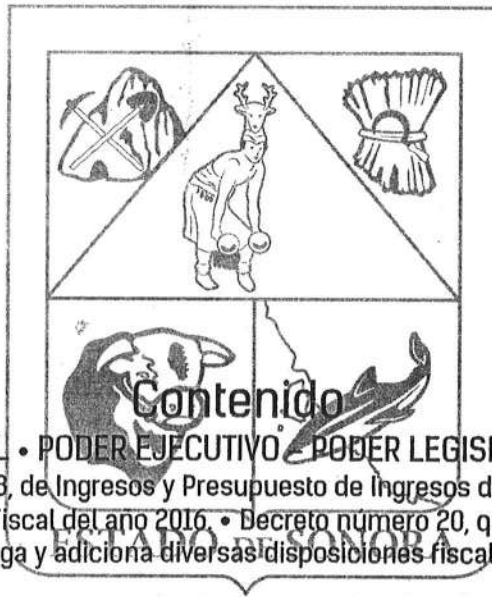 Contenido
• PODER EJECUTIVO - PODER LEGIS
, de Ingresos y Presupuesto de Ingresos d
iscal del año 2016. • Decreto número 20, q
ga y adiciona diversas disposiciones fiscal
ESTADO DE SONORA